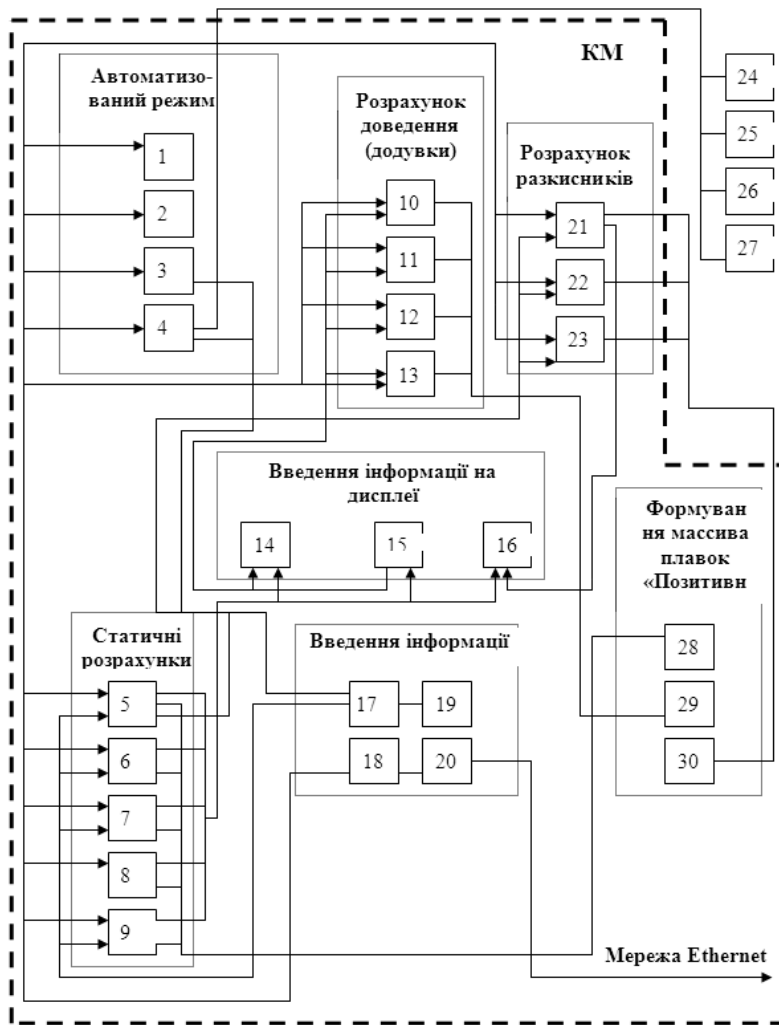 КМ
Автоматизо-
ваний режим
1
2
3
4
Розрахунок
доведення
(додувки)
10
11
12
13
Розрахунок
разкисників
21
22
23
24
25
26
27
Введення інформації на
дисплеї
14
15
16
Формуван
ня массива
плавок
«Позитивн
28
29
30
Статичні
розрахунки
5
6
7
8
9
Введення інформації
17
19
18
20
Мережа Ethernet